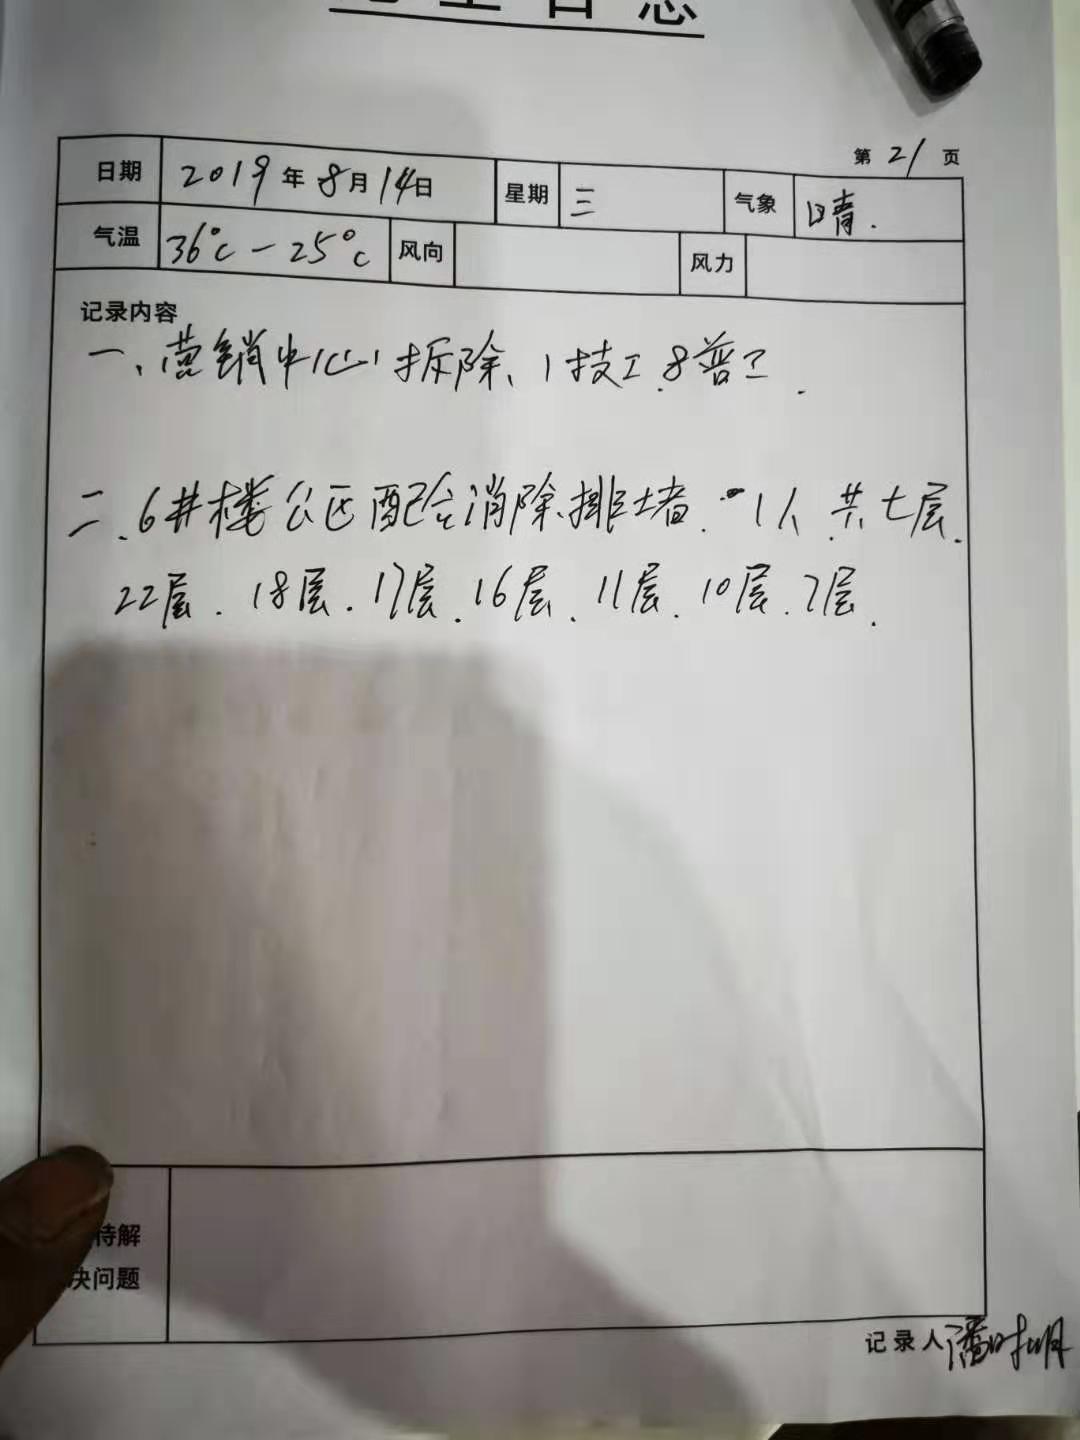 第 21 页
日期 2019年8月14日 星期 三 气象 晴.
气温 36℃-25℃ 风向 风力
记录内容
一、营销中心拆除、1技工.8普工.
二.6#楼公区配合消除排堵.1人.共七层.
22层.18层.17层.16层.11层.10层.7层.
待解
决问题
记录人 潘时明